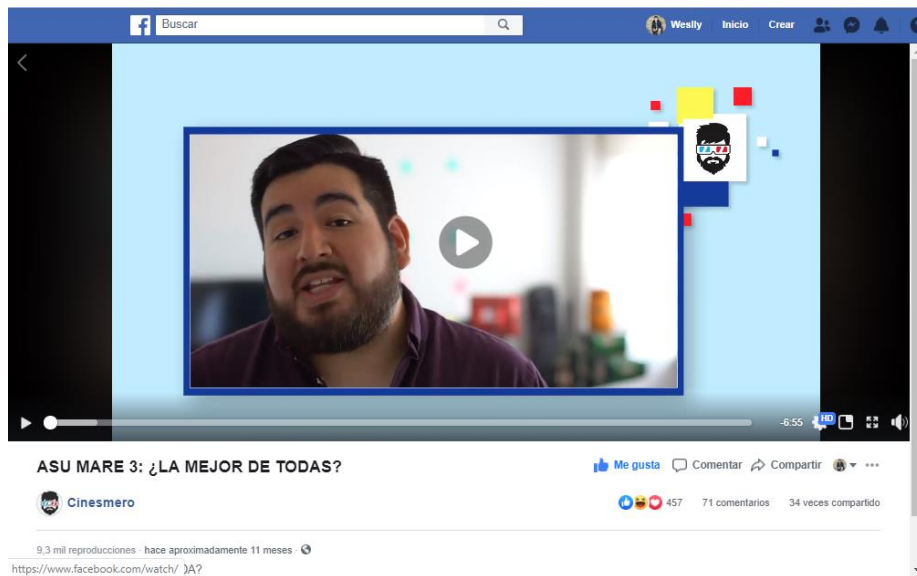 Buscar
Weslly Inicio Crear
-6:55 HD
ASU MARE 3: ¿LA MEJOR DE TODAS?
Me gusta Comentar Compartir
Cinesmero
457 71 comentarios 34 veces compartido
9,3 mil reproducciones · hace aproximadamente 11 meses ·
https://www.facebook.com/watch/ )A?